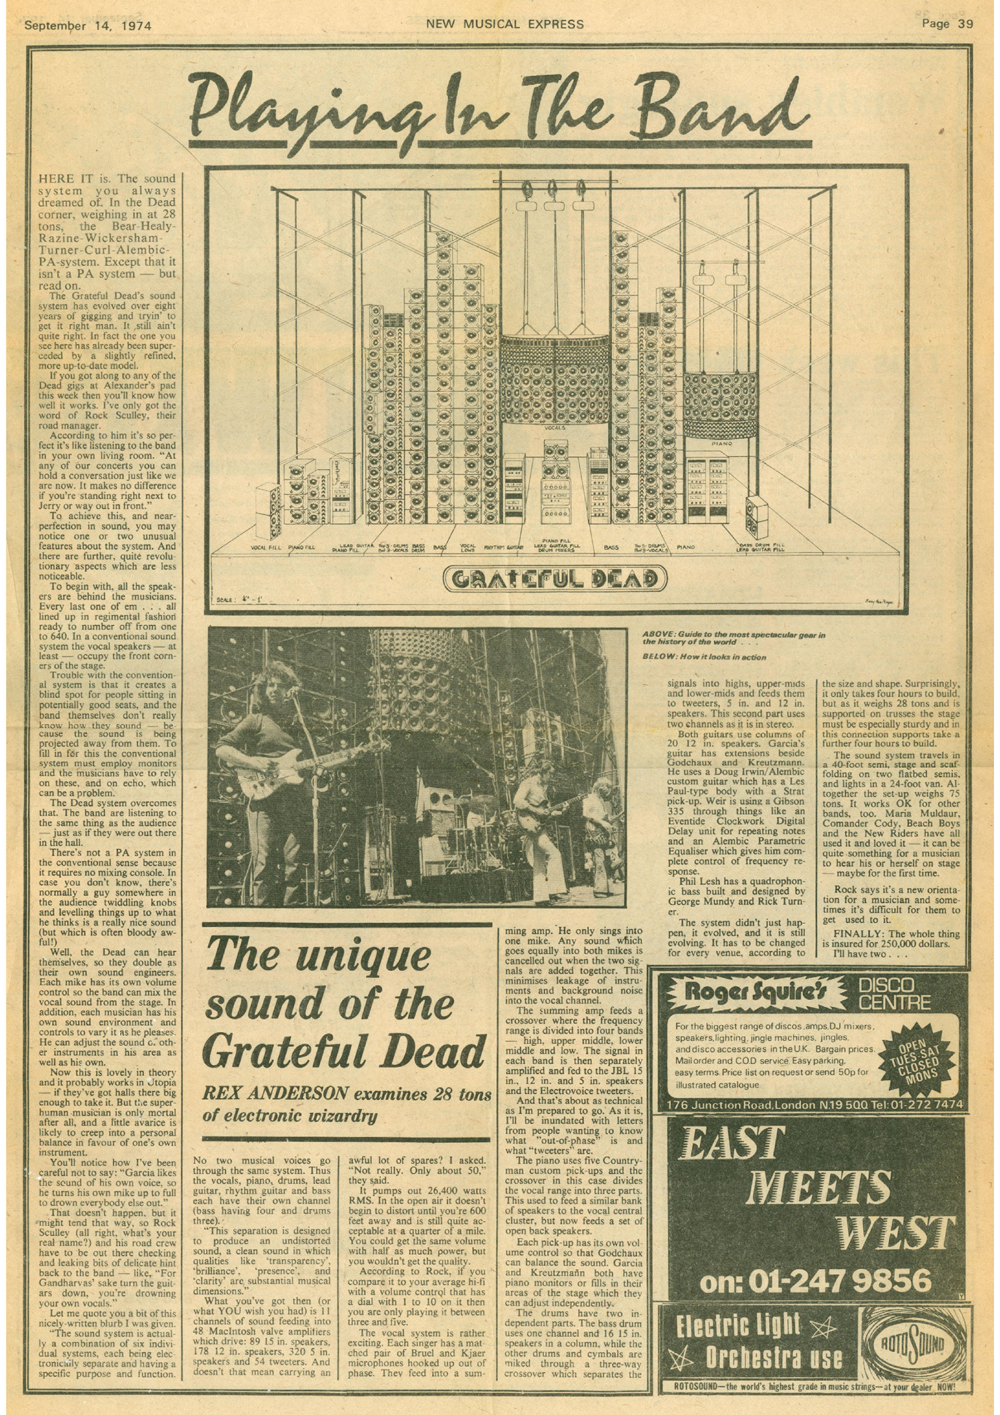 September 14, 1974
NEW MUSICAL EXPRESS
Page 39
Playing In The Band
HERE IT is. The sound
system you always
dreamed of. In the Dead
corner, weighing in at 28
tons, the Bear-Healy-
Razine-Wickersham-
Turner-Curl-Alembic-
PA-system. Except that it
isn't a PA system — but
read on.
The Grateful Dead's sound
system has evolved over eight
years of gigging and tryin' to
get it right man. It still ain't
quite right. In fact the one you
see here has already been super-
ceded by a slightly refined,
more up-to-date model.
If you got along to any of the
Dead gigs at Alexander's pad
this week then you'll know how
well it works. I've only got the
word of Rock Sculley, their
road manager.
According to him it's so per-
fect it's like listening to the band
in your own living room. "At
any of our concerts you can
hold a conversation just like we
are now. It makes no difference
if you're standing right next to
Jerry or way out in front."
To achieve this, and near-
perfection in sound, you may
notice one or two unusual
features about the system. And
there are further, quite revolu-
tionary aspects which are less
noticeable.
To begin with, all the speak-
ers are behind the musicians.
Every last one of em . . . all
lined up in regimental fashion
ready to number off from one
to 640. In a conventional sound
system the vocal speakers — at
least — occupy the front corn-
ers of the stage.
Trouble with the convention-
al system is that it creates a
blind spot for people sitting in
potentially good seats, and the
band themselves don't really
know how they sound — be-
cause the sound is being
projected away from them. To
fill in for this the conventional
system must employ monitors
and the musicians have to rely
on these, and on echo, which
can be a problem.
The Dead system overcomes
that. The band are listening to
the same thing as the audience
— just as if they were out there
in the hall.
There's not a PA system in
the conventional sense because
it requires no mixing console. In
case you don't know, there's
normally a guy somewhere in
the audience twiddling knobs
and levelling things up to what
he thinks is a really nice sound
(but which is often bloody aw-
ful!)
Well, the Dead can hear
themselves, so they double as
their own sound engineers.
Each mike has its own volume
control so the band can mix the
vocal sound from the stage. In
addition, each musician has his
own sound environment and
controls to vary it as he pleases.
He can adjust the sound of oth-
er instruments in his area as
well as his own.
Now this is lovely in theory
and it probably works in Utopia
— if they've got halls there big
enough to take it. But the super-
human musician is only mortal
after all, and a little avarice is
likely to creep into a personal
balance in favour of one's own
instrument.
You'll notice how I've been
careful not to say: "Garcia likes
the sound of his own voice, so
he turns his own mike up to full
to drown everybody else out."
That doesn't happen, but it
might tend that way, so Rock
Sculley (all right, what's your
real name?) and his road crew
have to be out there checking
and leaking bits of delicate hint
back to the band — like, "For
Gandharvas' sake turn the guit-
ars down, you're drowning
your own vocals."
Let me quote you a bit of this
nicely-written blurb I was given.
"The sound system is actual-
ly a combination of six indivi-
dual systems, each being elec-
tronically separate and having a
specific purpose and function.
VOCALS
PIANO
VOCAL FILL
PIANO FILL
LEAD GUITAR
PIANO FILL
BASS
DRUM
BASS
VOCAL
LOWS
RHYTHM GUITAR
PIANO FILL
LEAD GUITAR FILL
DRUM MIXERS
BASS
PIANO
BASS DRUM FILL
LEAD GUITAR FILL
GRATEFUL DEAD
SCALE:
ABOVE: Guide to the most spectacular gear in
the history of the world . . .
BELOW: How it looks in action
The unique
sound of the
Grateful Dead
REX ANDERSON examines 28 tons
of electronic wizardry
No two musical voices go
through the same system. Thus
the vocals, piano, drums, lead
guitar, rhythm guitar and bass
each have their own channel
(bass having four and drums
three).
"This separation is designed
to produce an undistorted
sound, a clean sound in which
qualities like 'transparency',
'brilliance', 'presence', and
'clarity' are substantial musical
dimensions."
What you've got then (or
what YOU wish you had) is 11
channels of sound feeding into
48 MacIntosh valve amplifiers
which drive: 89 15 in. speakers,
178 12 in. speakers, 320 5 in.
speakers and 54 tweeters. And
doesn't that mean carrying an
awful lot of spares? I asked.
"Not really. Only about 50,"
they said.
It pumps out 26,400 watts
RMS. In the open air it doesn't
begin to distort until you're 600
feet away and is still quite ac-
ceptable at a quarter of a mile.
You could get the same volume
with half as much power, but
you wouldn't get the quality.
According to Rock, if you
compare it to your average hi-fi
with a volume control that has
a dial with 1 to 10 on it then
you are only playing it between
three and five.
The vocal system is rather
exciting. Each singer has a mat-
ched pair of Bruel and Kjaer
microphones hooked up out of
phase. They feed into a sum-
ming amp. He only sings into
one mike. Any sound which
goes equally into both mikes is
cancelled out when the two sig-
nals are added together. This
minimises leakage of instru-
ments and background noise
into the vocal channel.
The summing amp feeds a
crossover where the frequency
range is divided into four bands
— high, upper middle, lower
middle and low. The signal in
each band is then separately
amplified and fed to the JBL 15
in., 12 in. and 5 in. speakers
and the Electrovoice tweeters.
And that's about as technical
as I'm prepared to go. As it is,
I'll be inundated with letters
from people wanting to know
what "out-of-phase" is and
what "tweeters" are.
The piano uses five Country-
man custom pick-ups and the
crossover in this case divides
the vocal range into three parts.
This used to feed a similar bank
of speakers to the vocal central
cluster, but now feeds a set of
open back speakers.
Each pick-up has its own vol-
ume control so that Godchaux
can balance the sound. Garcia
and Kreutzmann both have
piano monitors or fills in their
areas of the stage which they
can adjust independently.
The drums have two in-
dependent parts. The bass drum
uses one channel and 16 15 in.
speakers in a column, while the
other drums and cymbals are
miked through a three-way
crossover which separates the
signals into highs, upper-mids
and lower-mids and feeds them
to tweeters, 5 in. and 12 in.
speakers. This second part uses
two channels as it is in stereo.
Both guitars use columns of
20 12 in. speakers. Garcia's
guitar has extensions beside
Godchaux and Kreutzmann.
He uses a Doug Irwin/Alembic
custom guitar which has a Les
Paul-type body with a Strat
pick-up. Weir is using a Gibson
335 through things like an
Eventide Clockwork Digital
Delay unit for repeating notes
and an Alembic Parametric
Equaliser which gives him com-
plete control of frequency re-
sponse.
Phil Lesh has a quadrophon-
ic bass built and designed by
George Mundy and Rick Turn-
er.
The system didn't just hap-
pen, it evolved, and it is still
evolving. It has to be changed
for every venue, according to
the size and shape. Surprisingly,
it only takes four hours to build,
but as it weighs 28 tons and is
supported on trusses the stage
must be especially sturdy and in
this connection supports take a
further four hours to build.
The sound system travels in
a 40-foot semi, stage and scaf-
folding on two flatbed semis,
and lights in a 24-foot van. Al-
together the set-up weighs 75
tons. It works OK for other
bands, too. Maria Muldaur,
Comander Cody, Beach Boys
and the New Riders have all
used it and loved it — it can be
quite something for a musician
to hear his or herself on stage
— maybe for the first time.
Rock says it's a new orienta-
tion for a musician and some-
times it's difficult for them to
get used to it.
FINALLY: The whole thing
is insured for 250,000 dollars.
I'll have two . . .
Roger Squire's DISCO
CENTRE
For the biggest range of discos, amps, DJ mixers,
speakers, lighting, jingle machines, jingles,
and disco accessories in the U.K. Bargain prices.
Mail order and COD service. Easy parking,
easy terms. Price list on request or send 50p for
illustrated catalogue.
OPEN
TUES-SAT
CLOSED
MONS
176 Junction Road, London N.19 5QQ Tel: 01-272 7474
EAST
MEETS
WEST
on: 01-247 9856
Electric Light
Orchestra use
ROTOSOUND
ROTOSOUND—the world's highest grade in music strings—at your dealer NOW!